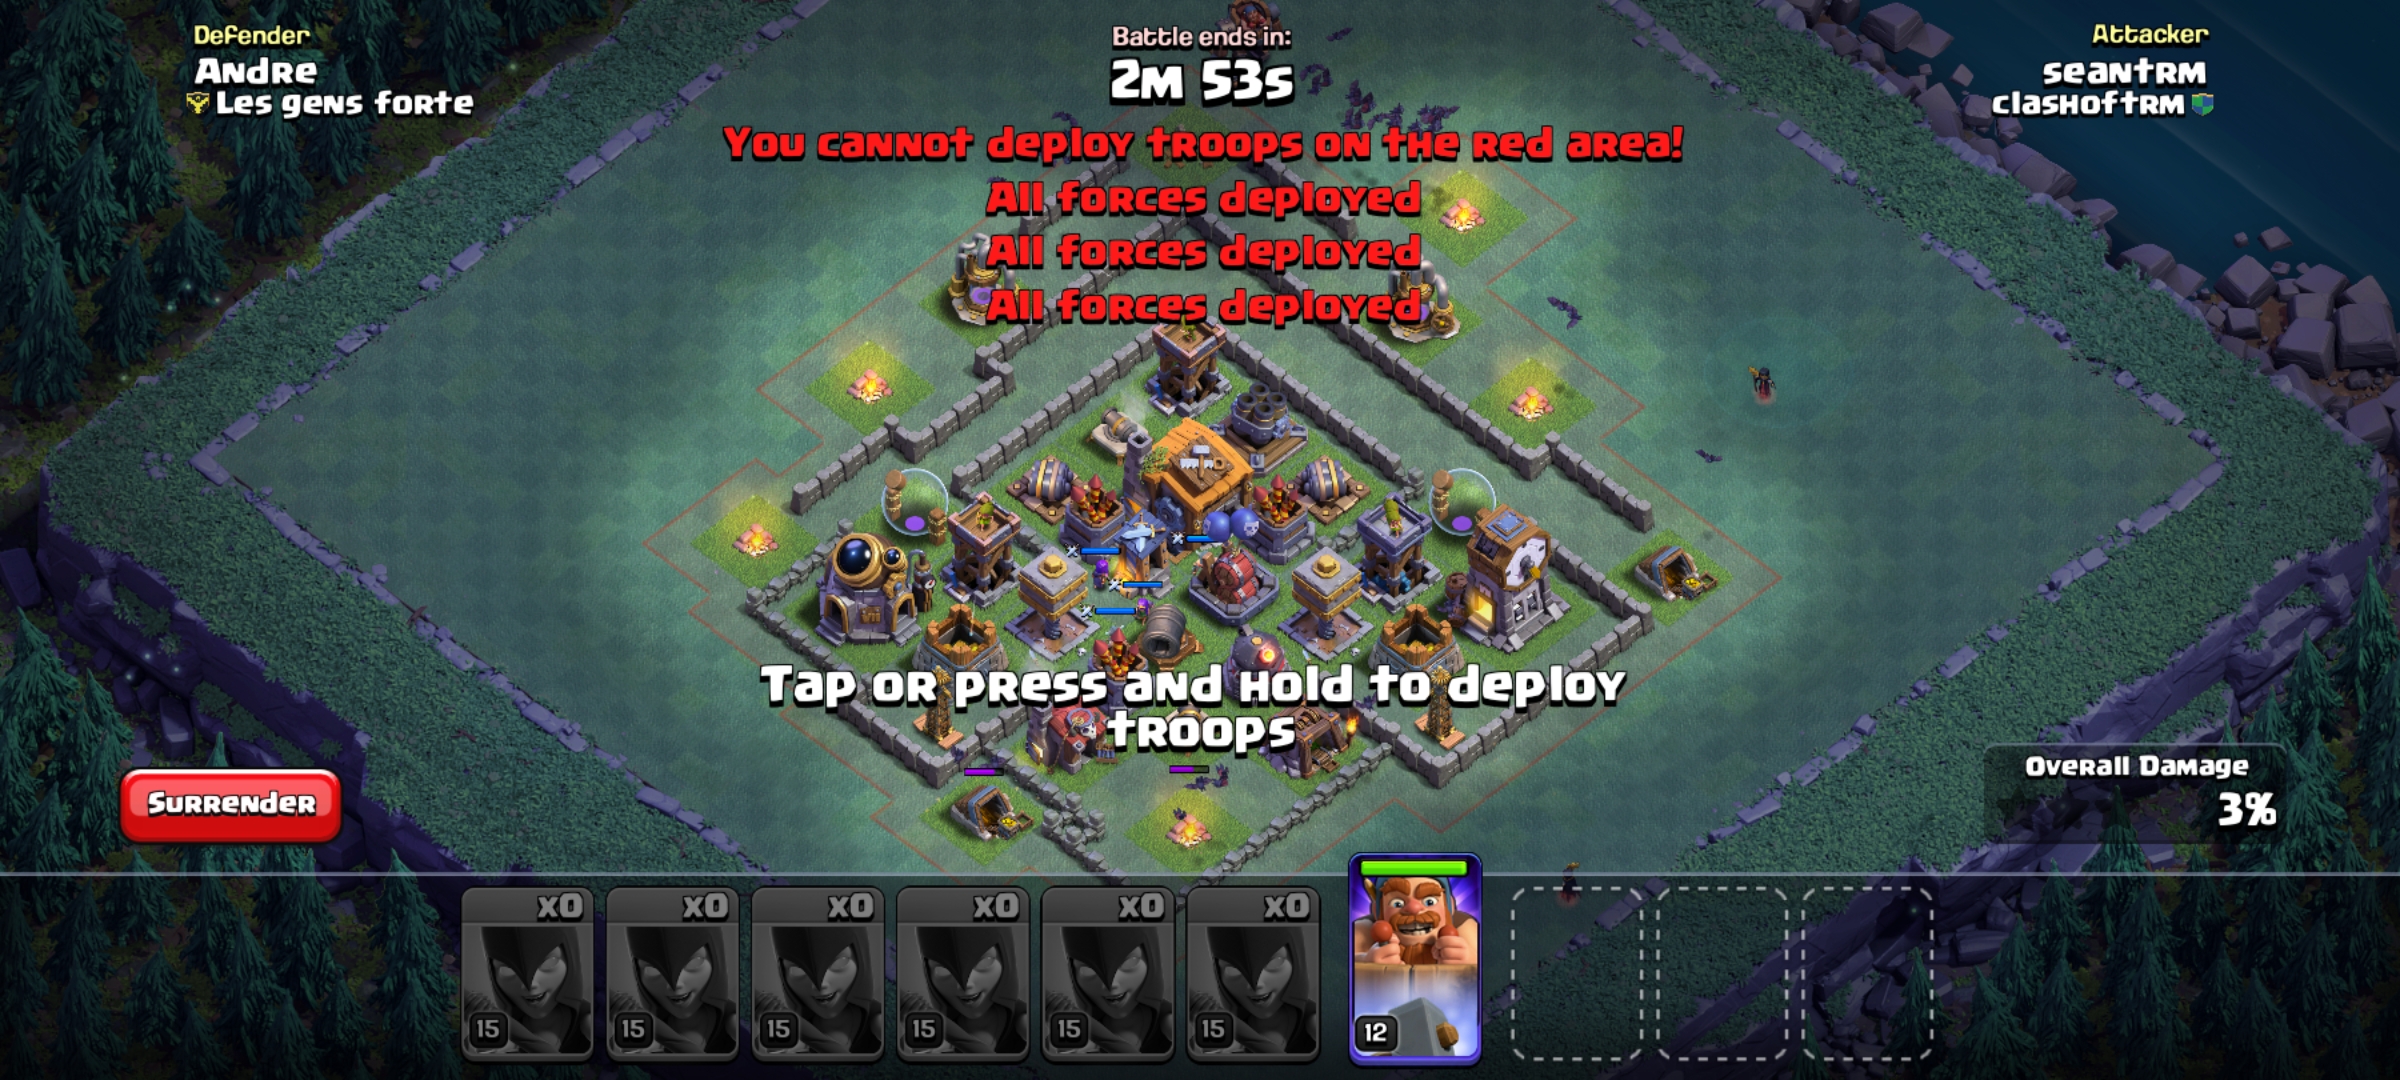 Defender
Andre
Les gens forte
Battle ends in:
2M 53s
Attacker
seantrm
clashoftrm
You cannot deploy troops on the red area!
All forces deployed
All forces deployed
All forces deployed
Tap or press and hold to deploy
troops
Surrender
Overall Damage
3%
x0 x0 x0 x0 x0 x0
15 15 15 15 15 15 12